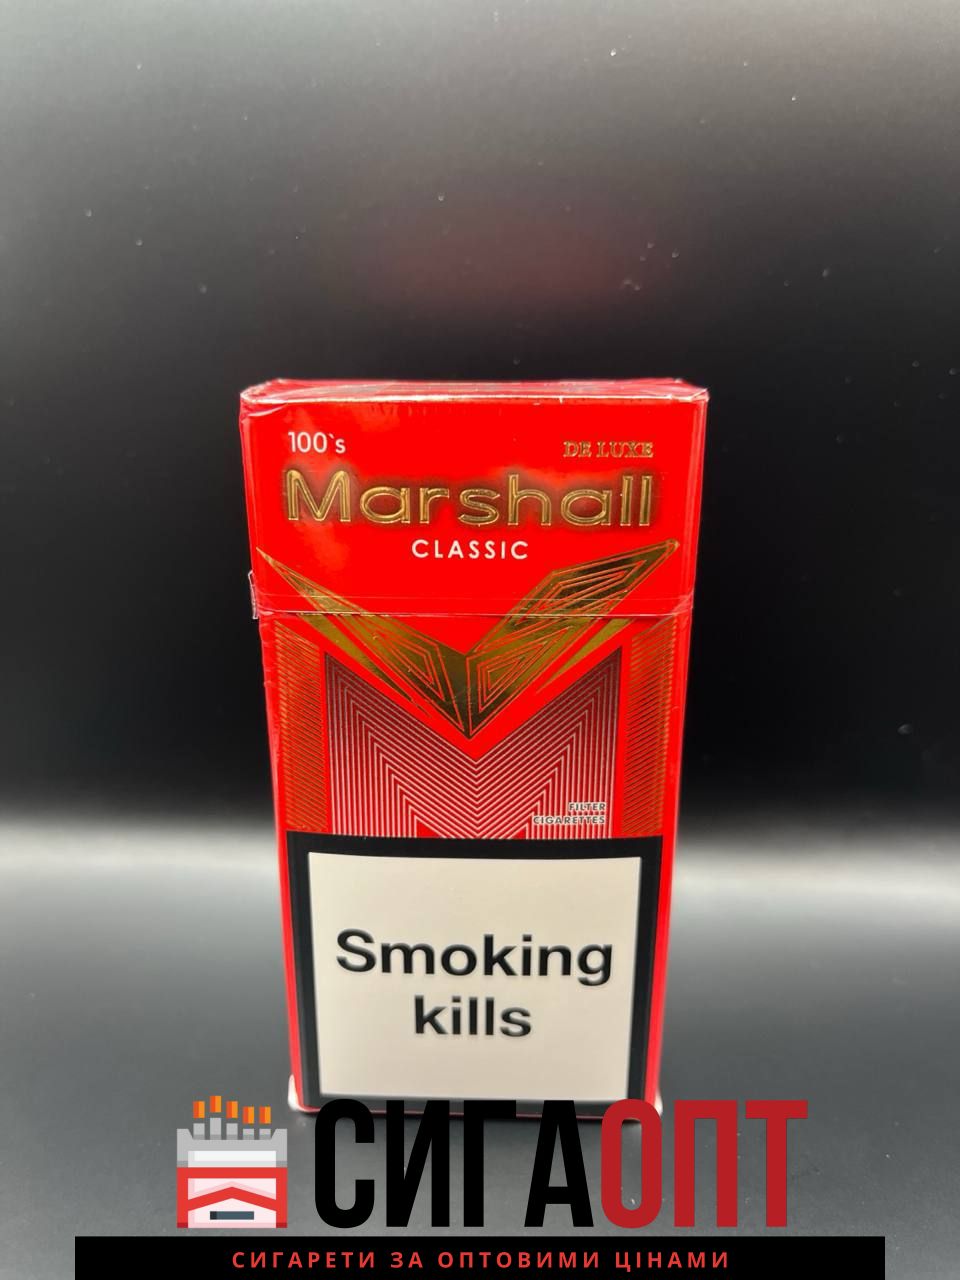 100`s
DE LUXE
Marshall
CLASSIC
FILTER
CIGARETTES
Smoking
kills
СИГАОПТ
СИГАРЕТИ ЗА ОПТОВИМИ ЦІНАМИ